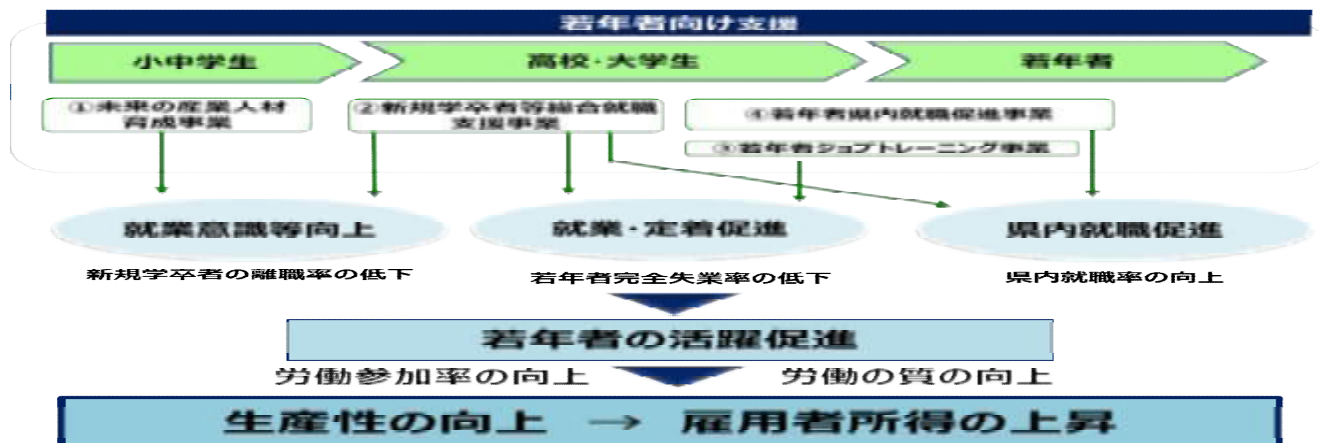 若年者向け支援
小中学生
高校・大学生
若年者
①未来の産業人材
育成事業
②新規学卒者等総合就職
支援事業
④若年者県内就職促進事業
③若年者ジョブトレーニング事業
就業意識等向上
就業・定着促進
県内就職促進
新規学卒者の離職率の低下
若年者完全失業率の低下
県内就職率の向上
若年者の活躍促進
労働参加率の向上
労働の質の向上
生産性の向上 → 雇用者所得の上昇